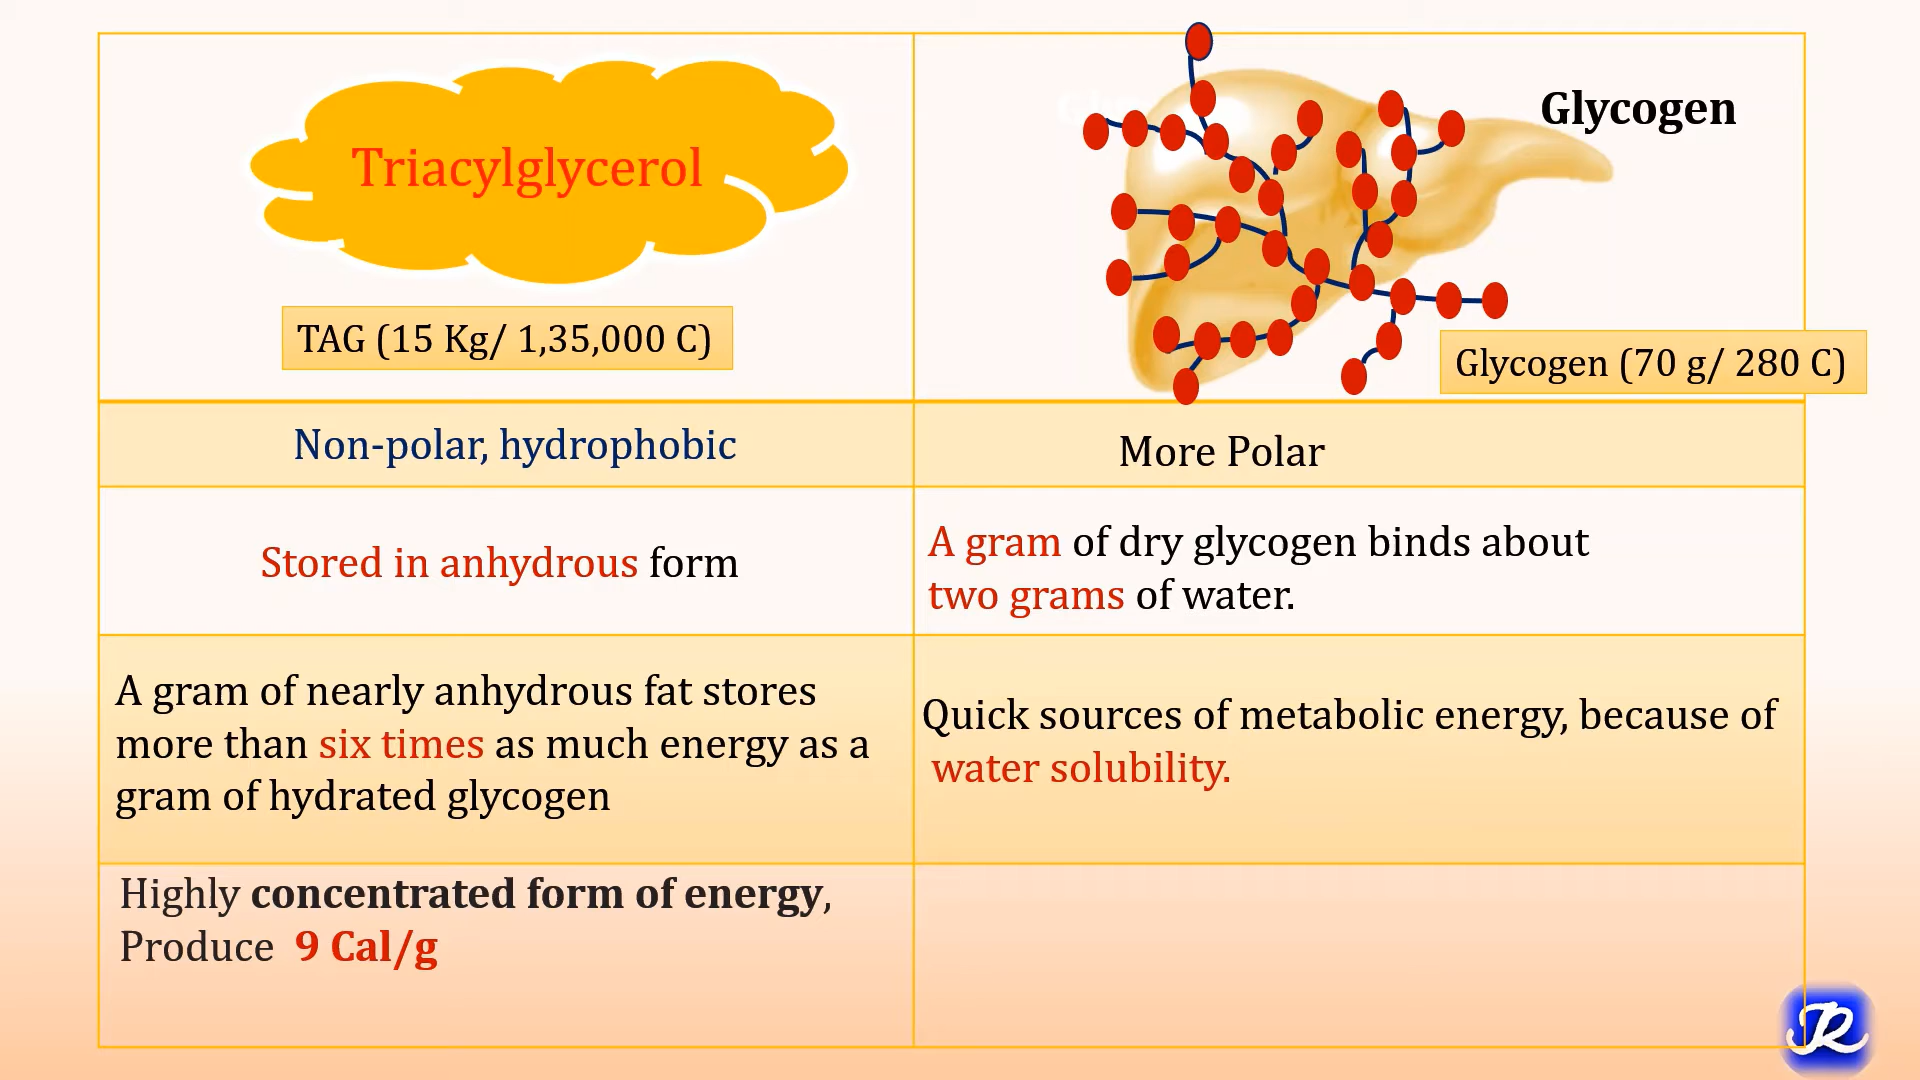 Triacylglycerol
Glycogen
TAG (15 Kg/ 1,35,000 C)
Glycogen (70 g/ 280 C)
Non-polar, hydrophobic
More Polar
Stored in anhydrous form
A gram of dry glycogen binds about
two grams of water.
A gram of nearly anhydrous fat stores
more than six times as much energy as a
gram of hydrated glycogen
Quick sources of metabolic energy, because of
water solubility.
Highly concentrated form of energy,
Produce 9 Cal/g
JR